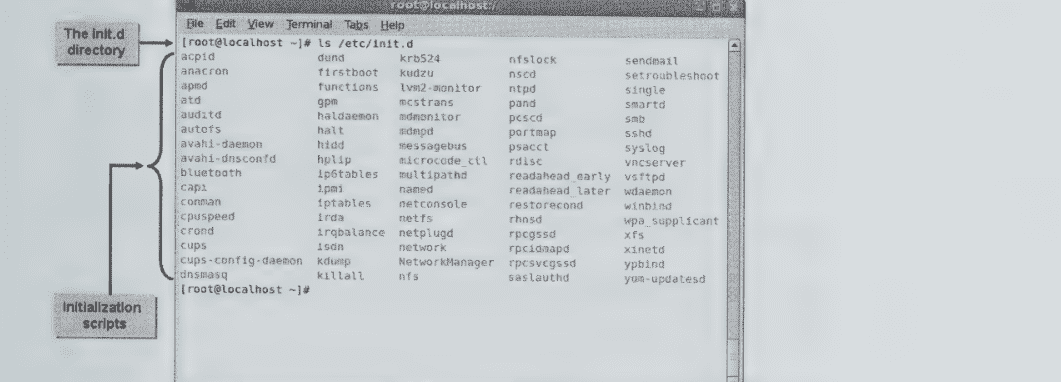 root@localhost:/
File Edit View Terminal Tabs Help
The init.d
directory
[root@localhost ~]# ls /etc/init.d
acpid dund krb524 nfslock sendmail
anacron firstboot kudzu nscd setroubleshoot
apmd functions lvm2-monitor ntpd single
atd gpm mcstrans pand smartd
auditd haldaemon mdmonitor pcscd smb
autofs halt mdmpd portmap sshd
avahi-daemon hidd messagebus psacct syslog
avahi-dnsconfd hplip microcode_ctl rdisc vncserver
bluetooth ip6tables multipathd readahead_early vsftpd
capi ipmi named readahead_later wdaemon
conman iptables netconsole restorecond winbind
cpuspeed irda netfs rhnsd wpa_supplicant
crond irqbalance netplugd rpcgssd xfs
cups isdn network rpcidmapd xinetd
cups-config-daemon kdump NetworkManager rpcsvcgssd ypbind
dnsmasq killall nfs saslauthd yum-updatesd
[root@localhost ~]#
Initialization
scripts